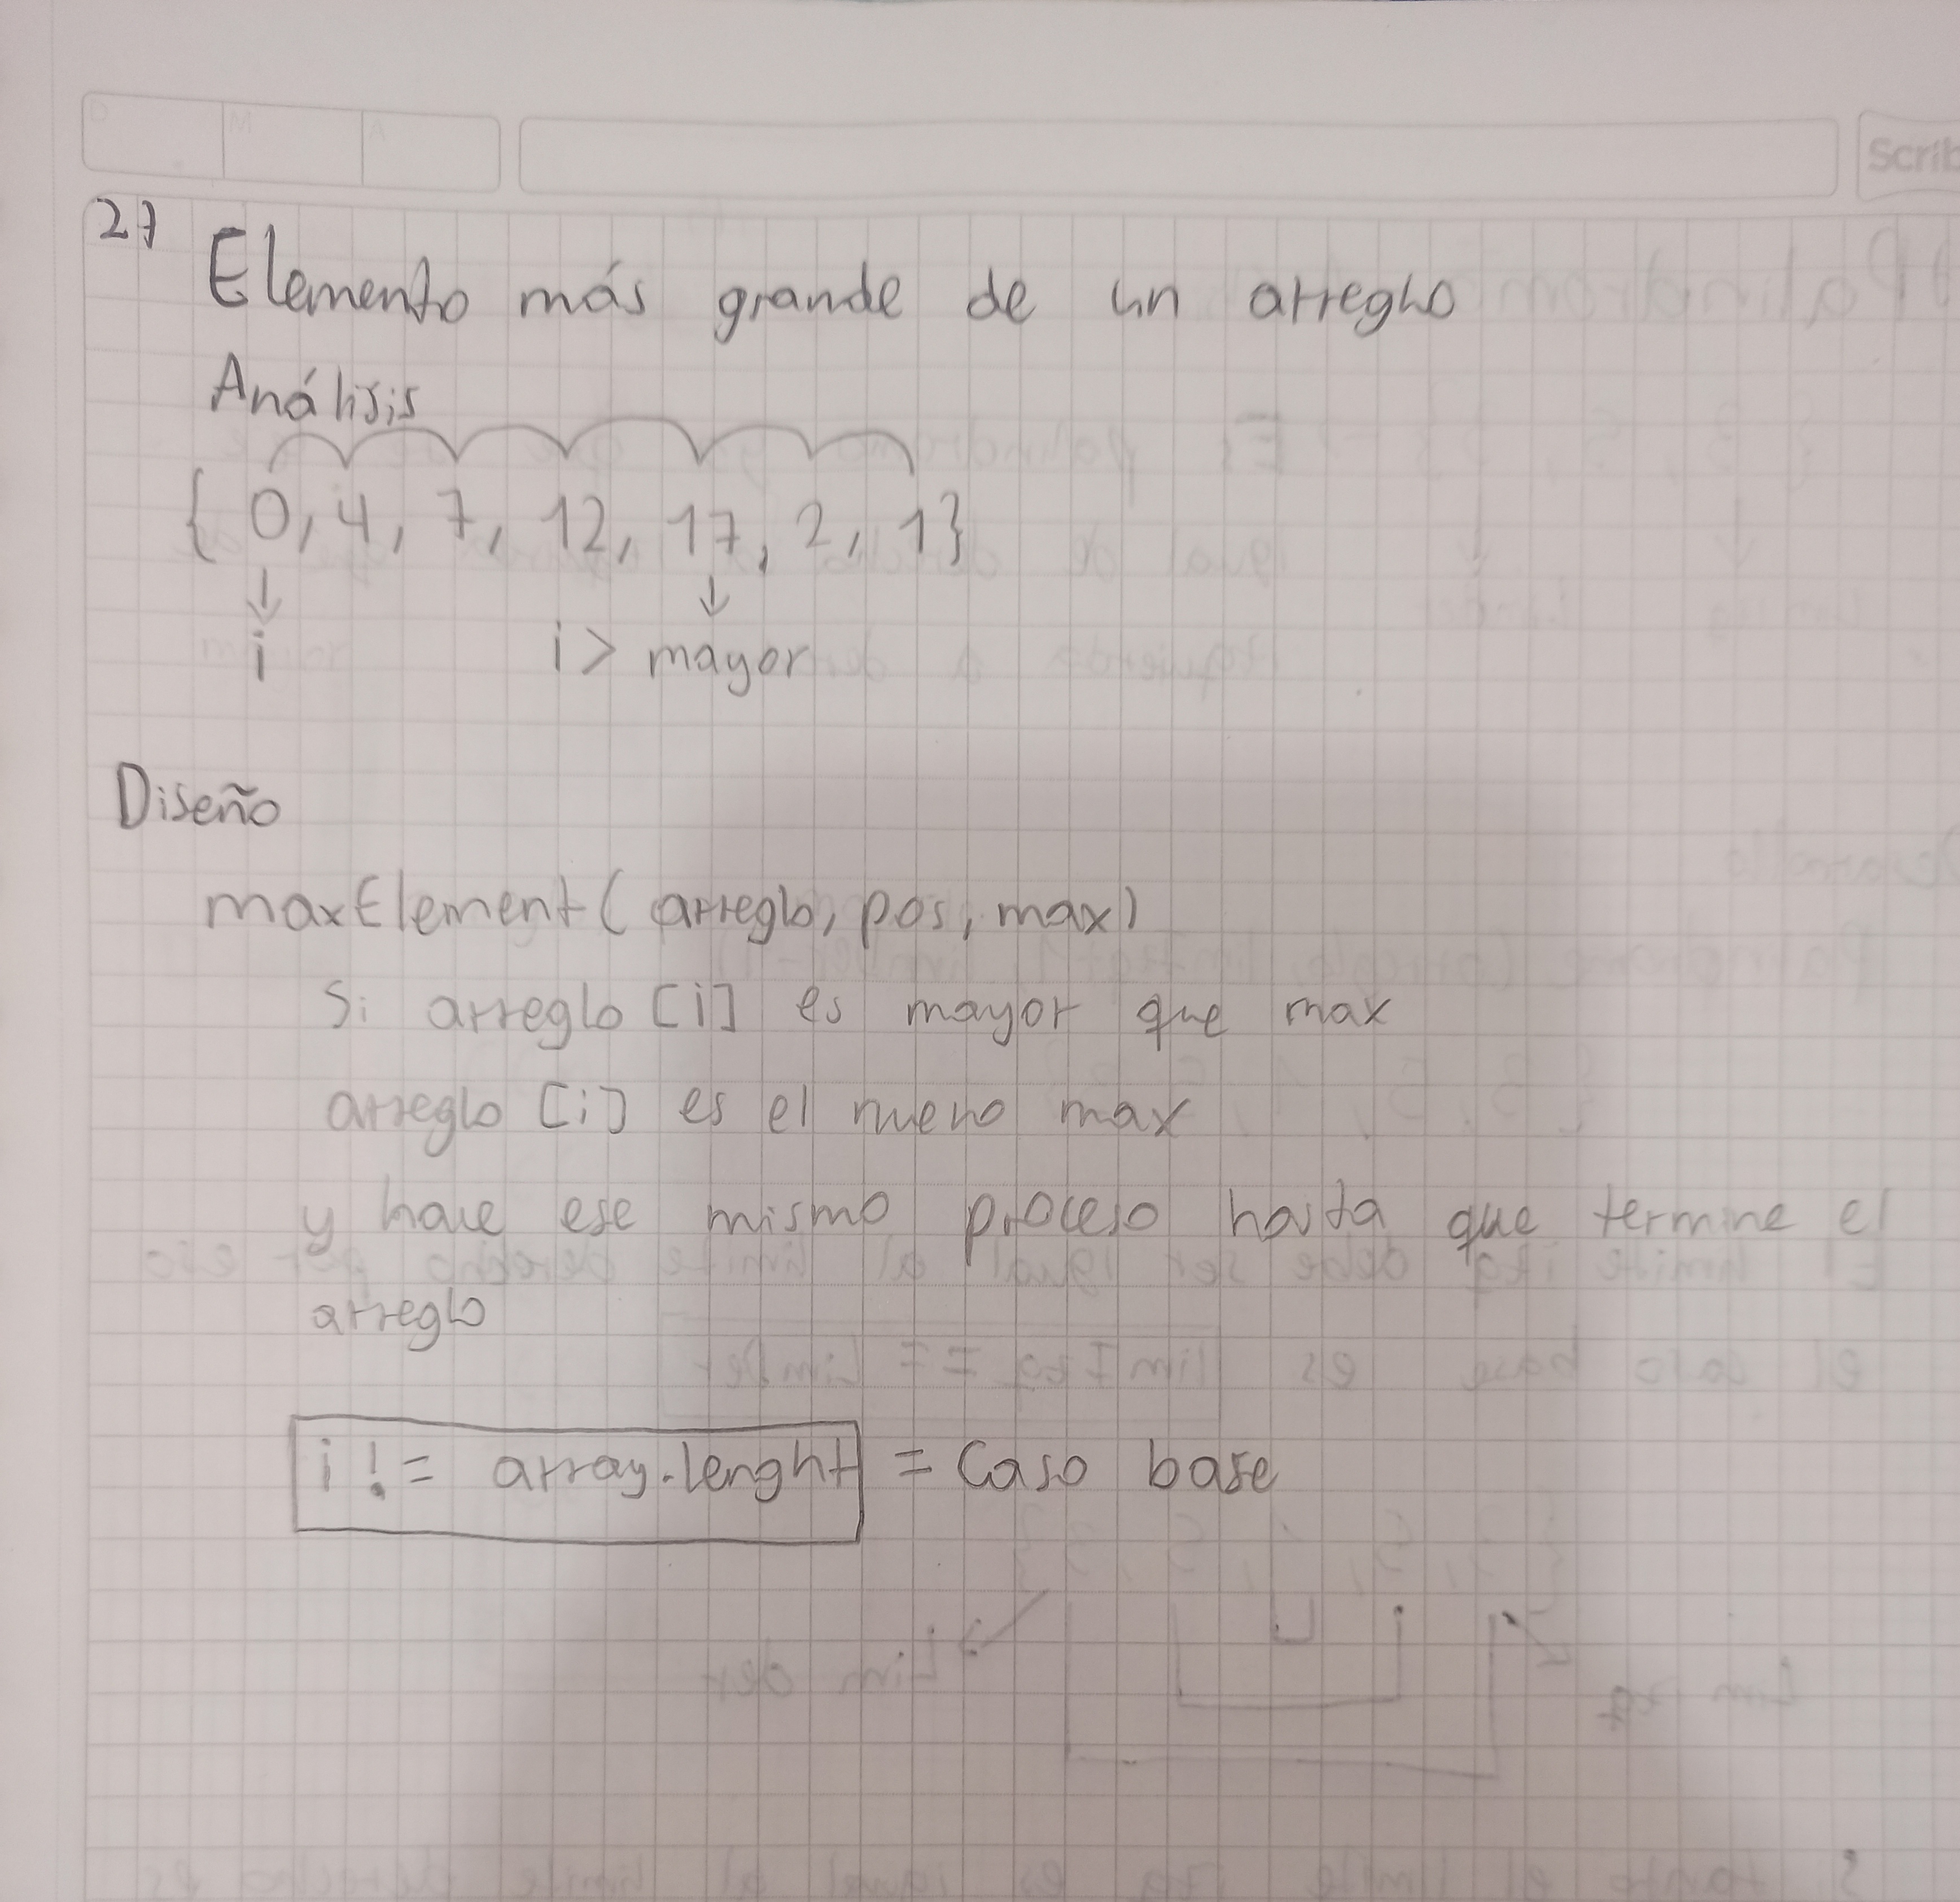 D M A
Scrib
27
Elemento más grande de un arreglo
Análisis
{ 0, 4, 7, 12, 17, 2, 1}
i i > mayor
Diseño
maxElement( arreglo, pos, max)
Si arreglo [i] es mayor que max
arreglo [i] es el nuevo max
y hace ese mismo proceso hasta que termine el
arreglo
i != array.lenght = Caso base